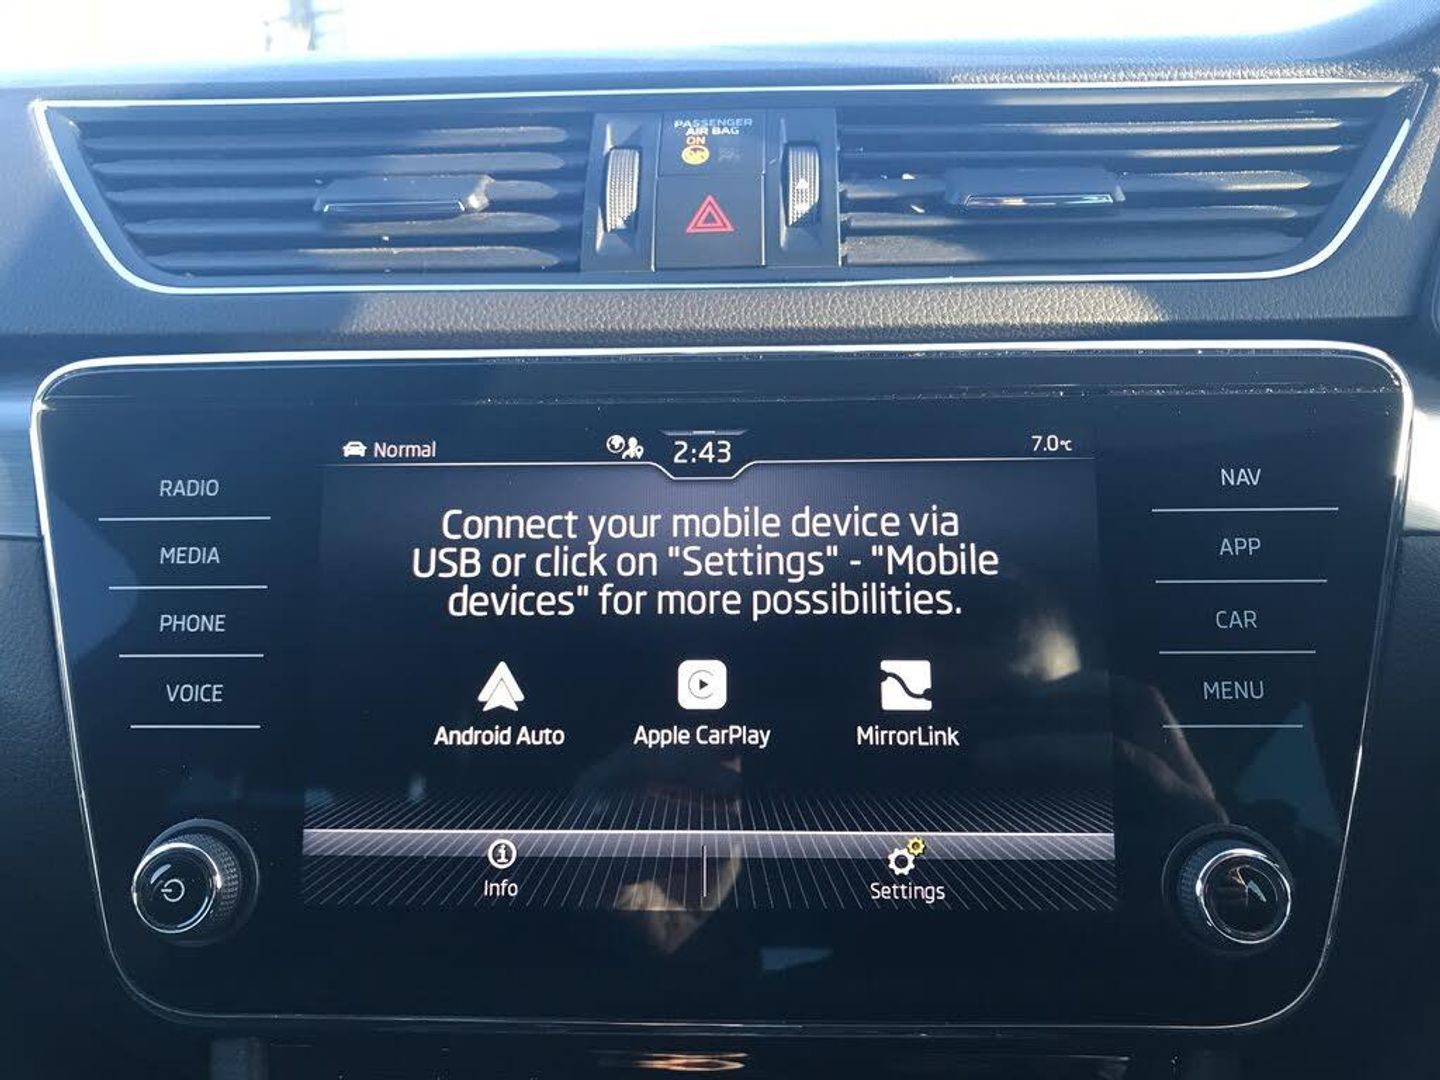 PASSENGER
AIR BAG
ON
Normal
2:43
7.0°C
RADIO
MEDIA
PHONE
VOICE
Connect your mobile device via
USB or click on "Settings" - "Mobile
devices" for more possibilities.
Android Auto
Apple CarPlay
MirrorLink
Info
Settings
NAV
APP
CAR
MENU